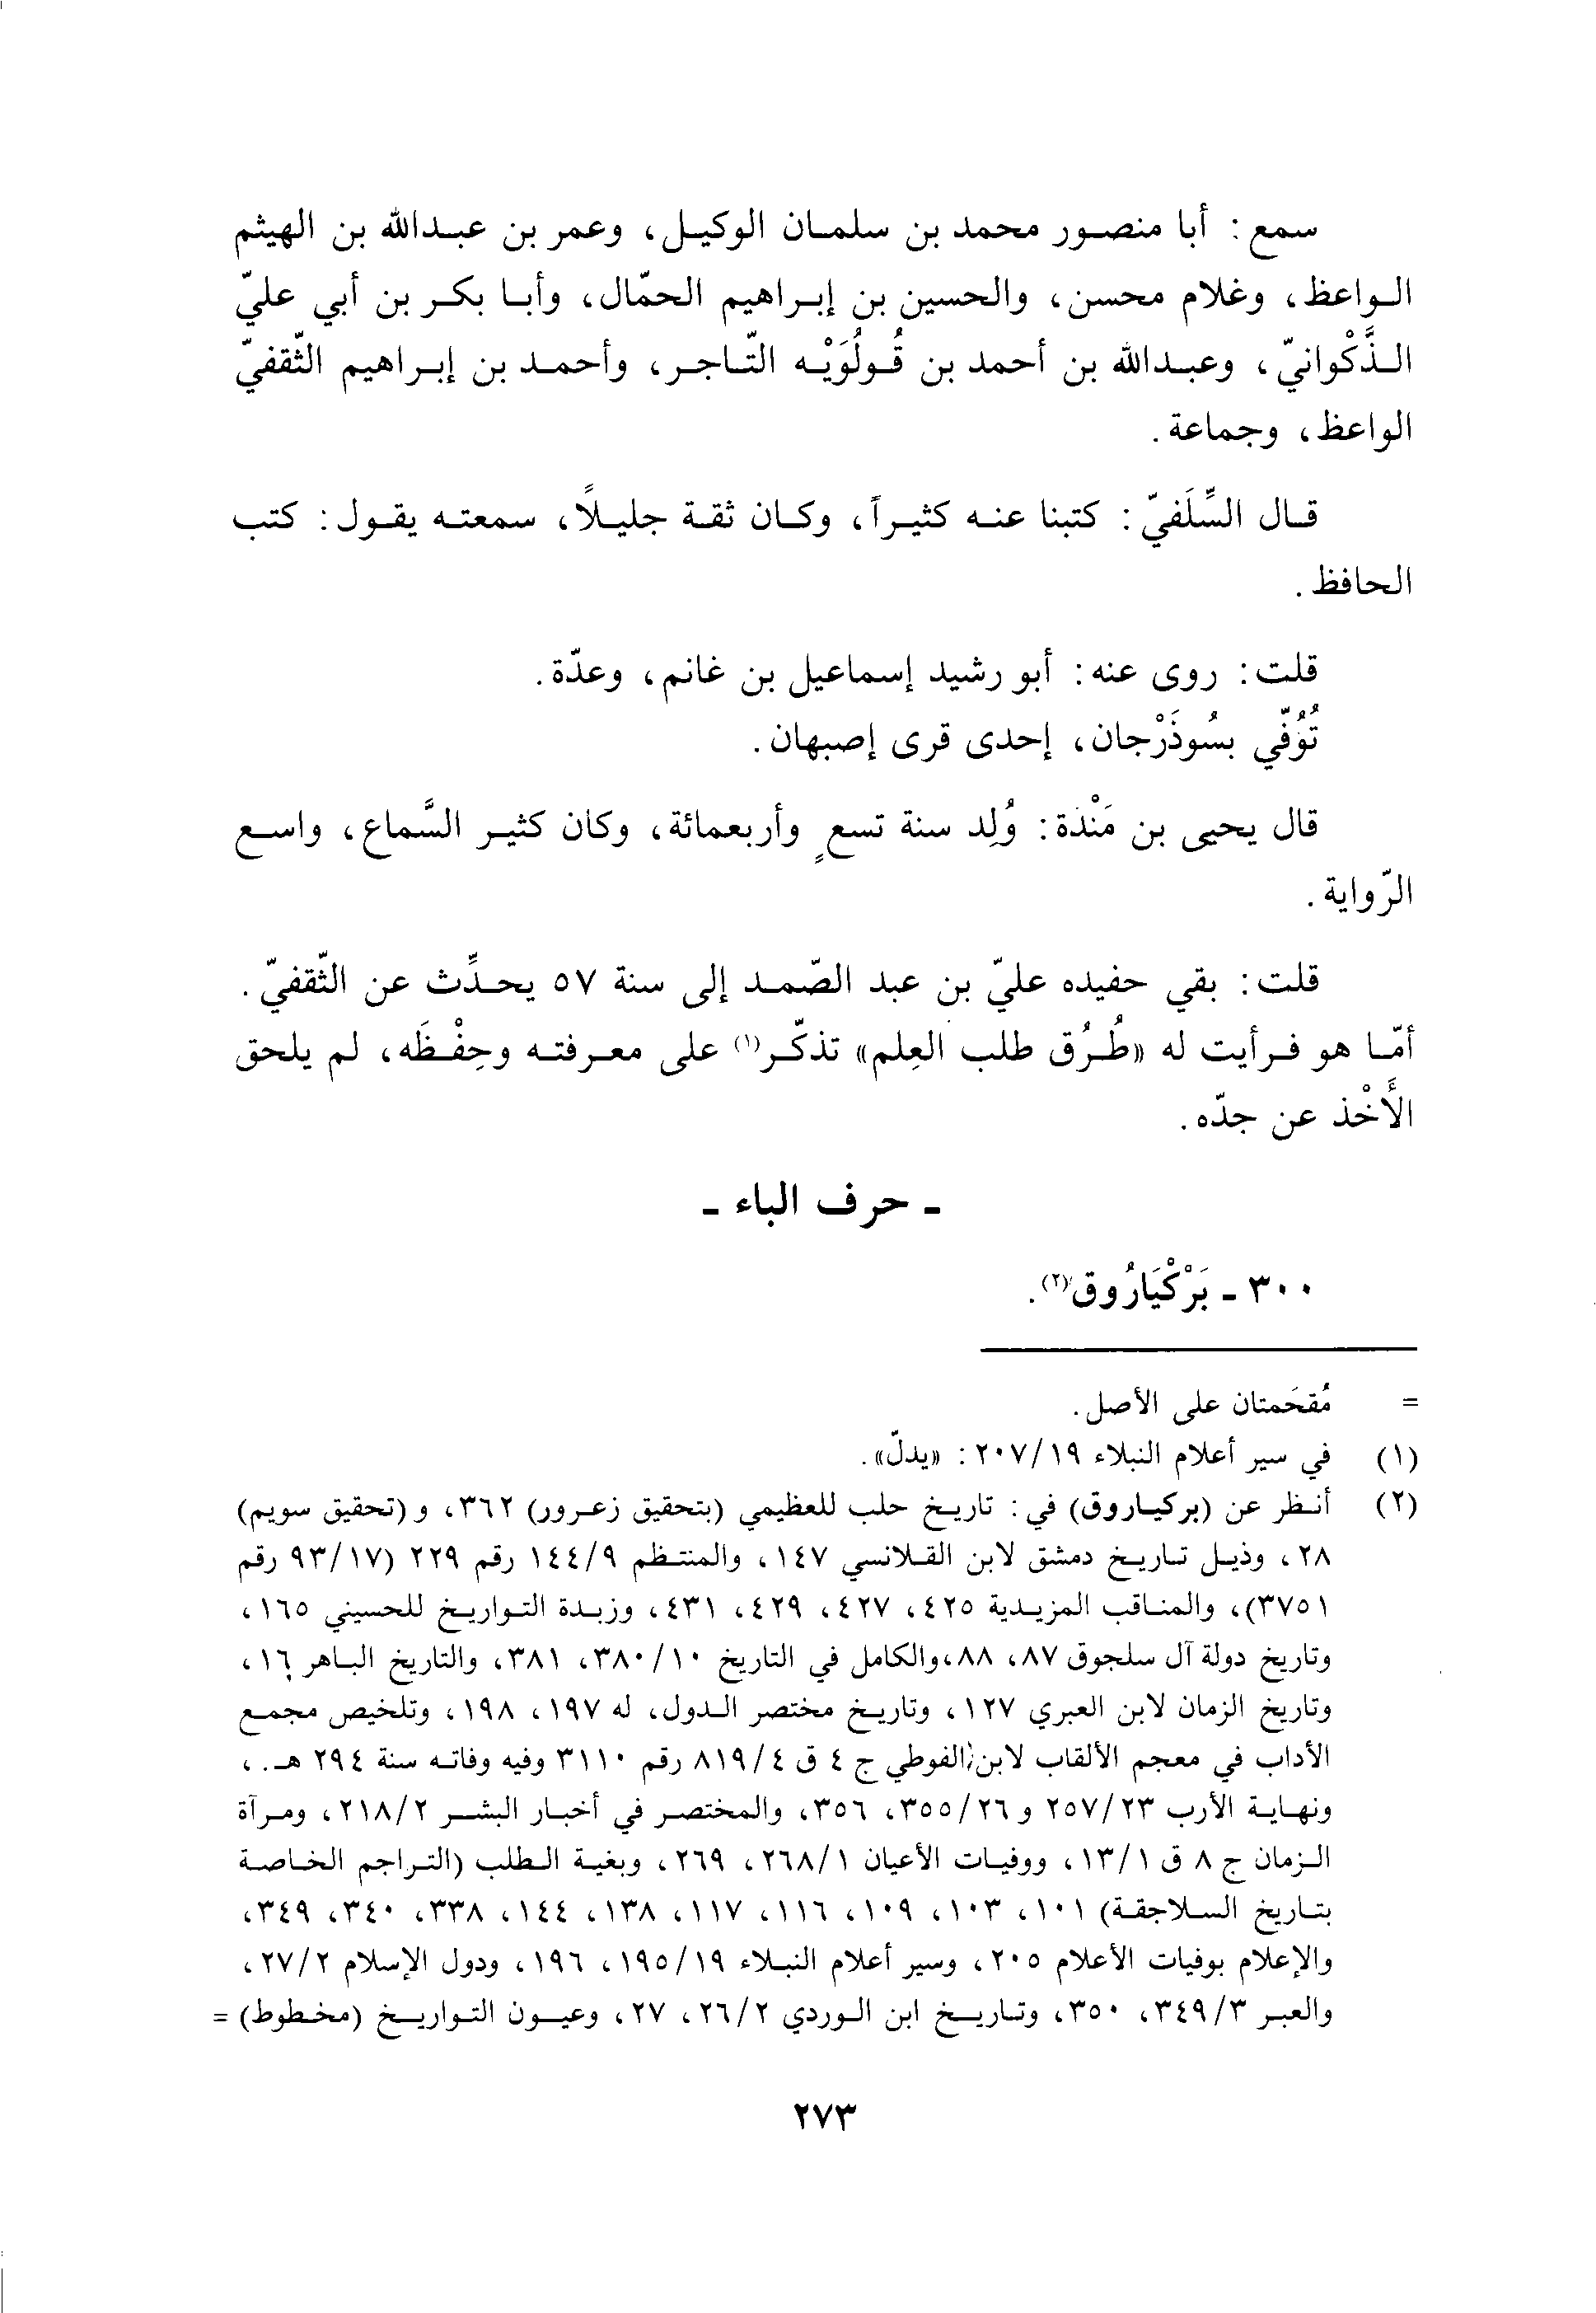 سمع: أبا منصور محمد بن سلمان الوكيل، وعمر بن عبدالله بن الهيثم
الواعظ، وغلام محسن، والحسين بن إبراهيم الحمّال، وأبا بكر بن أبي عليّ
الذَّكْوانيّ، وعبدالله بن أحمد بن قُولُوَيْه التّاجر، وأحمد بن إبراهيم الثّقفيّ
الواعظ، وجماعة.
قال السِّلَفيّ: كتبنا عنه كثيراً، وكان ثقة جليلاً، سمعته يقول: كتب
الحافظ.
قلت: روى عنه: أبو رشيد إسماعيل بن غانم، وعدّة.
تُوُفّي بسُوذَرْجان، إحدى قرى إصبهان.
قال يحيى بن مَنْدَة: وُلِد سنة تسعٍ وأربعمائة، وكان كثير السَّماع، واسع
الرّواية.
قلت: بقي حفيده عليّ بن عبد الصّمد إلى سنة ٥٧ يحدِّث عن الثّقفيّ.
أمّا هو فرأيت له «طُرُق طلب العِلم» تذكّر(١) على معرفته وحِفْظَه، لم يلحق
الأَخْذ عن جدّه.
- حرف الباء -
٣٠٠ - بَرْكْيَارُوق(٢).
= مُقحَمتان على الأصل.
(١) في سير أعلام النبلاء ٢٠٧/١٩: «يدلّ».
(٢) أنظر عن (بركياروق) في: تاريخ حلب للعظيمي (بتحقيق زعرور) ٣٦٢، و(تحقيق سويم)
٢٨، وذيل تاريخ دمشق لابن القلانسي ١٤٧، والمنتظم ١٤٤/٩ رقم ٢٢٩ (٩٣/١٧ رقم
٣٧٥١)، والمناقب المزيدية ٤٢٥، ٤٢٧، ٤٢٩، ٤٣١، وزبدة التواريخ للحسيني ١٦٥،
وتاريخ دولة آل سلجوق ٨٧، ٨٨،والكامل في التاريخ ٣٨٠/١٠، ٣٨١، والتاريخ الباهر ١٦،
وتاريخ الزمان لابن العبري ١٢٧، وتاريخ مختصر الدول، له ١٩٧، ١٩٨، وتلخيص مجمع
الأداب في معجم الألقاب لابن الفوطي ج ٤ ق ٨١٩/٤ رقم ٣١١٠ وفيه وفاته سنة ٢٩٤ هـ.،
ونهاية الأرب ٢٥٧/٢٣ و٣٥٥/٢٦، ٣٥٦، والمختصر في أخبار البشر ٢١٨/٢، ومرآة
الزمان ج ٨ ق ١٣/١، ووفيات الأعيان ٢٦٨/١، ٢٦٩، وبغية الطلب (التراجم الخاصة
بتاريخ السلاجقة) ١٠١، ١٠٣، ١٠٩، ١١٦، ١١٧، ١٣٨، ١٤٤، ٣٣٨، ٣٤٠، ٣٤٩،
والإعلام بوفيات الأعلام ٢٠٥، وسير أعلام النبلاء ١٩٥/١٩، ١٩٦، ودول الإسلام ٢٧/٢،
والعبر ٣٤٩/٣، ٣٥٠، وتاريخ ابن الوردي ٢٦/٢، ٢٧، وعيون التواريخ (مخطوط) =
٢٧٣